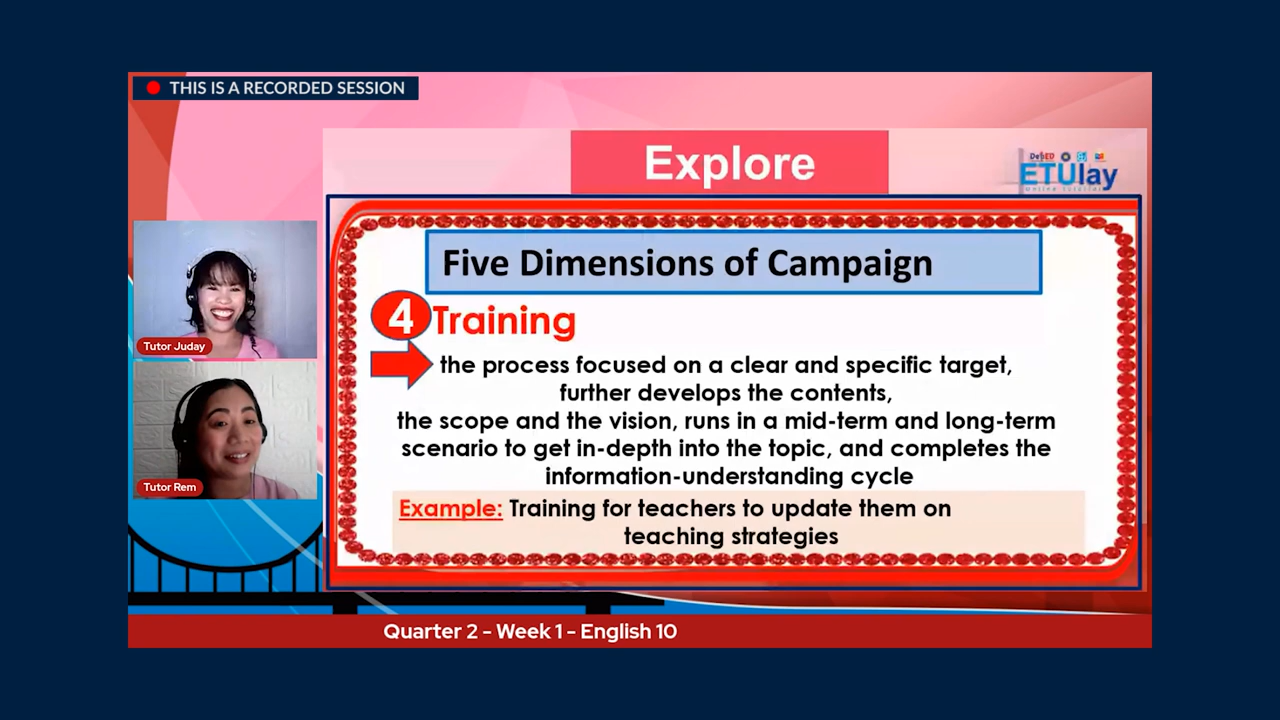 THIS IS A RECORDED SESSION
Explore
DepED
ETUlay
Online Tutorial
Five Dimensions of Campaign
4 Training
the process focused on a clear and specific target,
further develops the contents,
the scope and the vision, runs in a mid-term and long-term
scenario to get in-depth into the topic, and completes the
information-understanding cycle
Example: Training for teachers to update them on
teaching strategies
Tutor Juday
Tutor Rem
Quarter 2 - Week 1 - English 10